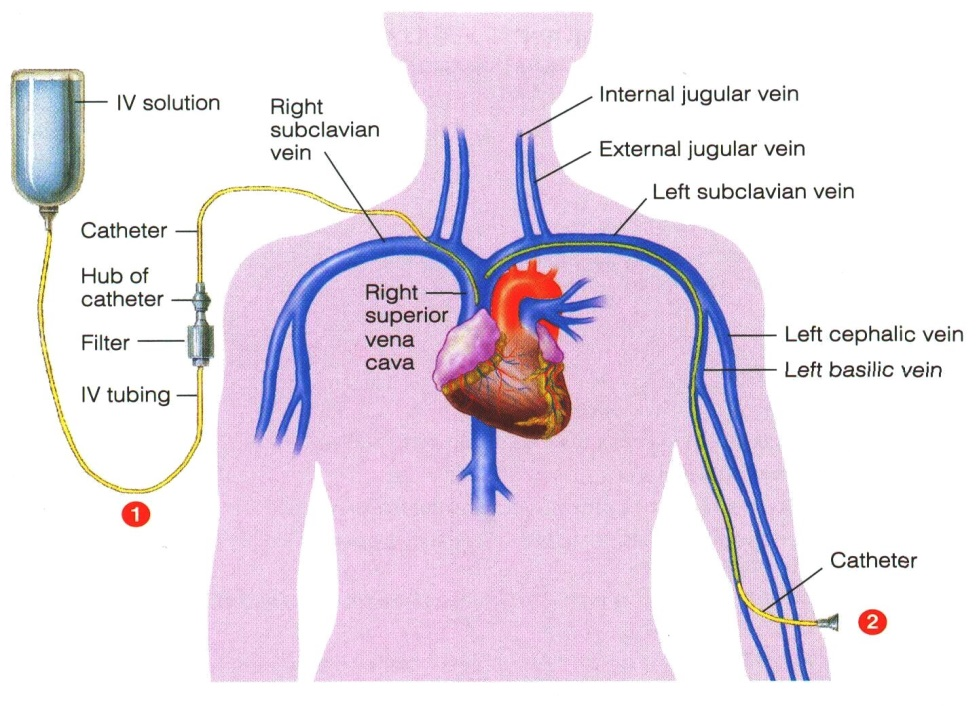 IV solution
Right
subclavian
vein
Internal jugular vein
External jugular vein
Left subclavian vein
Catheter
Hub of
catheter
Filter
IV tubing
Right
superior
vena
cava
Left cephalic vein
Left basilic vein
1
Catheter
2